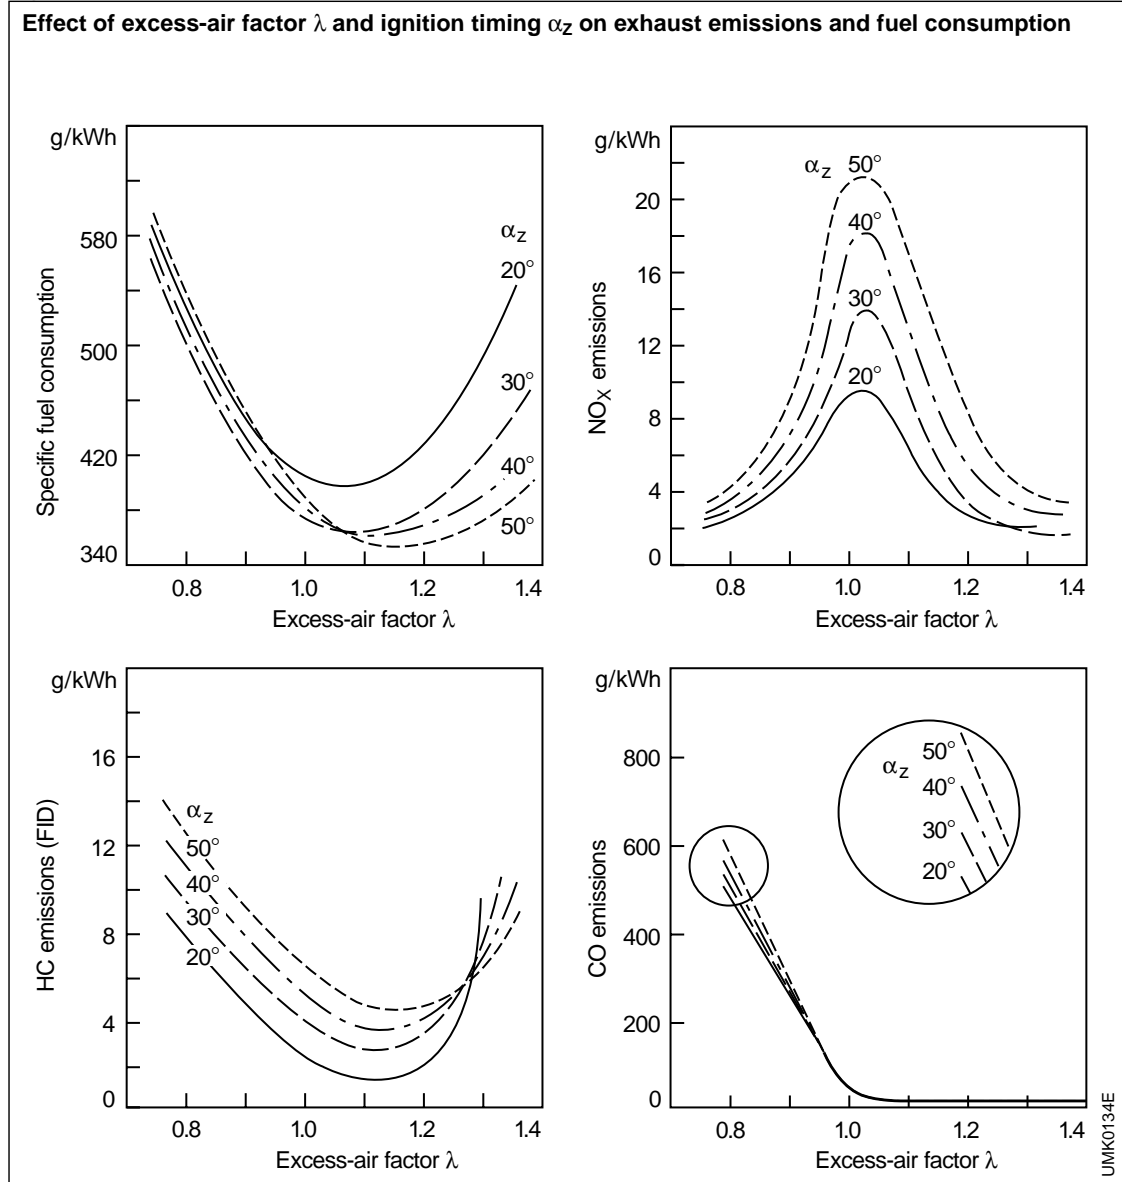 Effect of excess-air factor λ and ignition timing αZ on exhaust emissions and fuel consumption
g/kWh
580
500
420
340
Specific fuel consumption
αZ
20°
30°
40°
50°
0.8 1.0 1.2 1.4
Excess-air factor λ
g/kWh
20
16
12
8
4
0
NOX emissions
αZ 50°
40°
30°
20°
0.8 1.0 1.2 1.4
Excess-air factor λ
g/kWh
16
12
8
4
0
HC emissions (FID)
αZ
50°
40°
30°
20°
0.8 1.0 1.2 1.4
Excess-air factor λ
g/kWh
800
600
400
200
0
CO emissions
αZ
50°
40°
30°
20°
0.8 1.0 1.2 1.4
Excess-air factor λ
UMK0134E